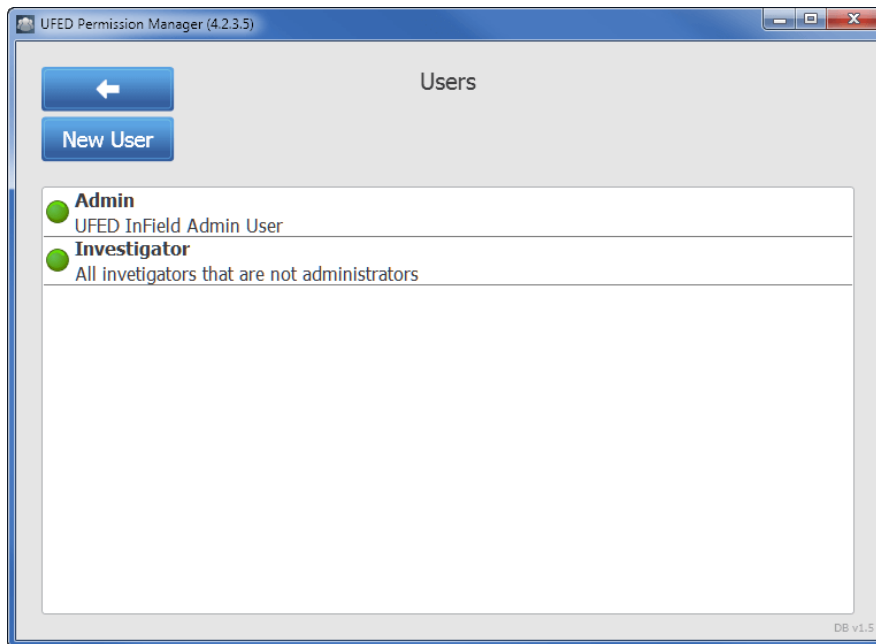 UFED Permission Manager (4.2.3.5)
Users
New User
Admin
UFED InField Admin User
Investigator
All invetigators that are not administrators
DB v1.5